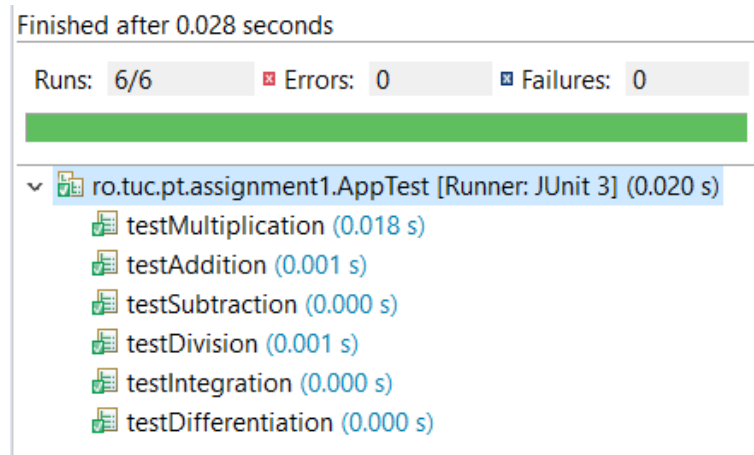 Finished after 0.028 seconds
Runs: 6/6 Errors: 0 Failures: 0
ro.tuc.pt.assignment1.AppTest [Runner: JUnit 3] (0.020 s)
testMultiplication (0.018 s)
testAddition (0.001 s)
testSubtraction (0.000 s)
testDivision (0.001 s)
testIntegration (0.000 s)
testDifferentiation (0.000 s)